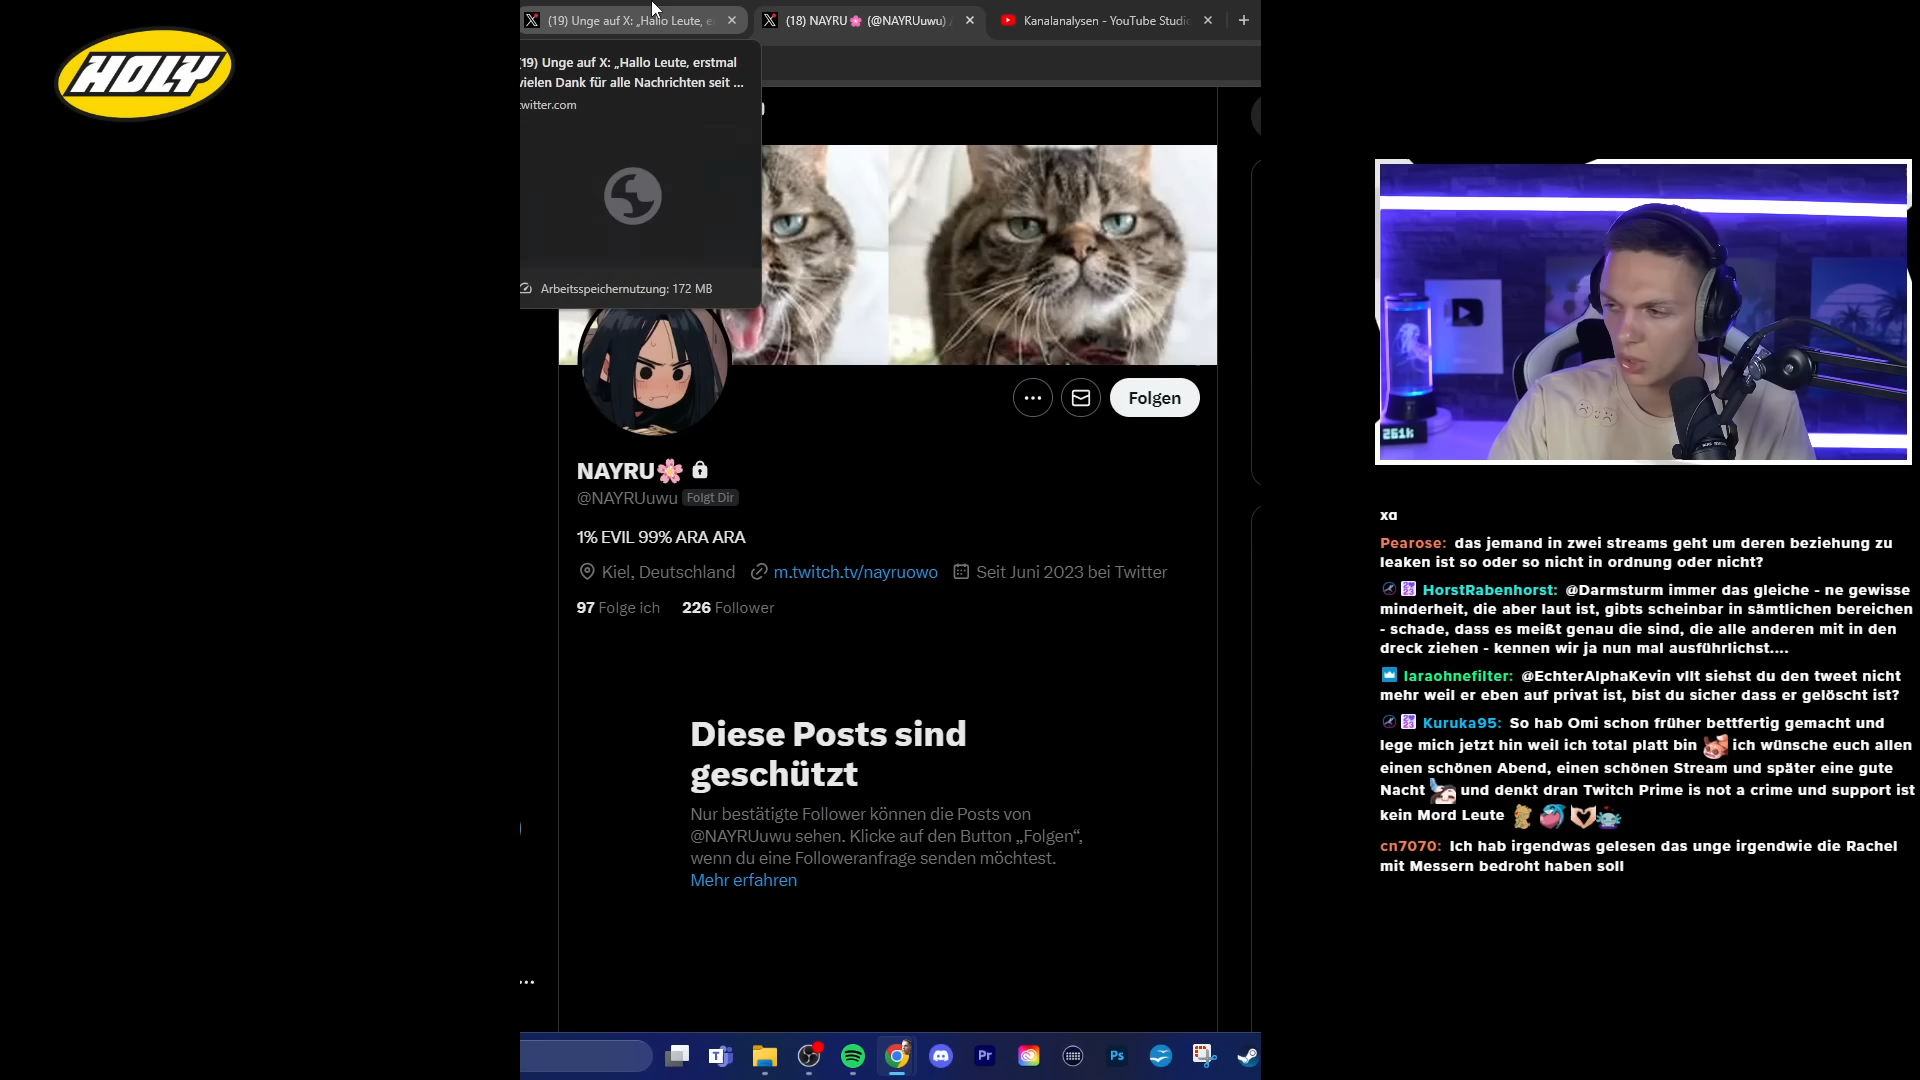 HOLY
(19) Unge auf X: „Hallo Leute, e
(18) NAYRU🌸 (@NAYRUuwu)
Kanalanalysen - YouTube Studi
19) Unge auf X: „Hallo Leute, erstmal
vielen Dank für alle Nachrichten seit ...
twitter.com
Arbeitsspeichernutzung: 172 MB
Folgen
NAYRU🌸
@NAYRUuwu Folgt Dir
1% EVIL 99% ARA ARA
Kiel, Deutschland m.twitch.tv/nayruowo Seit Juni 2023 bei Twitter
97 Folge ich 226 Follower
Diese Posts sind
geschützt
Nur bestätigte Follower können die Posts von
@NAYRUuwu sehen. Klicke auf den Button „Folgen“,
wenn du eine Followeranfrage senden möchtest.
Mehr erfahren
Pr
Ps
261k
xa
Pearose: das jemand in zwei streams geht um deren beziehung zu
leaken ist so oder so nicht in ordnung oder nicht?
HorstRabenhorst: @Darmsturm immer das gleiche - ne gewisse
minderheit, die aber laut ist, gibts scheinbar in sämtlichen bereichen
- schade, dass es meißt genau die sind, die alle anderen mit in den
dreck ziehen - kennen wir ja nun mal ausführlichst....
laraohnefilter: @EchterAlphaKevin vllt siehst du den tweet nicht
mehr weil er eben auf privat ist, bist du sicher dass er gelöscht ist?
Kuruka95: So hab Omi schon früher bettfertig gemacht und
lege mich jetzt hin weil ich total platt bin ich wünsche euch allen
einen schönen Abend, einen schönen Stream und später eine gute
Nacht und denkt dran Twitch Prime is not a crime und support ist
kein Mord Leute
cn7070: Ich hab irgendwas gelesen das unge irgendwie die Rachel
mit Messern bedroht haben soll